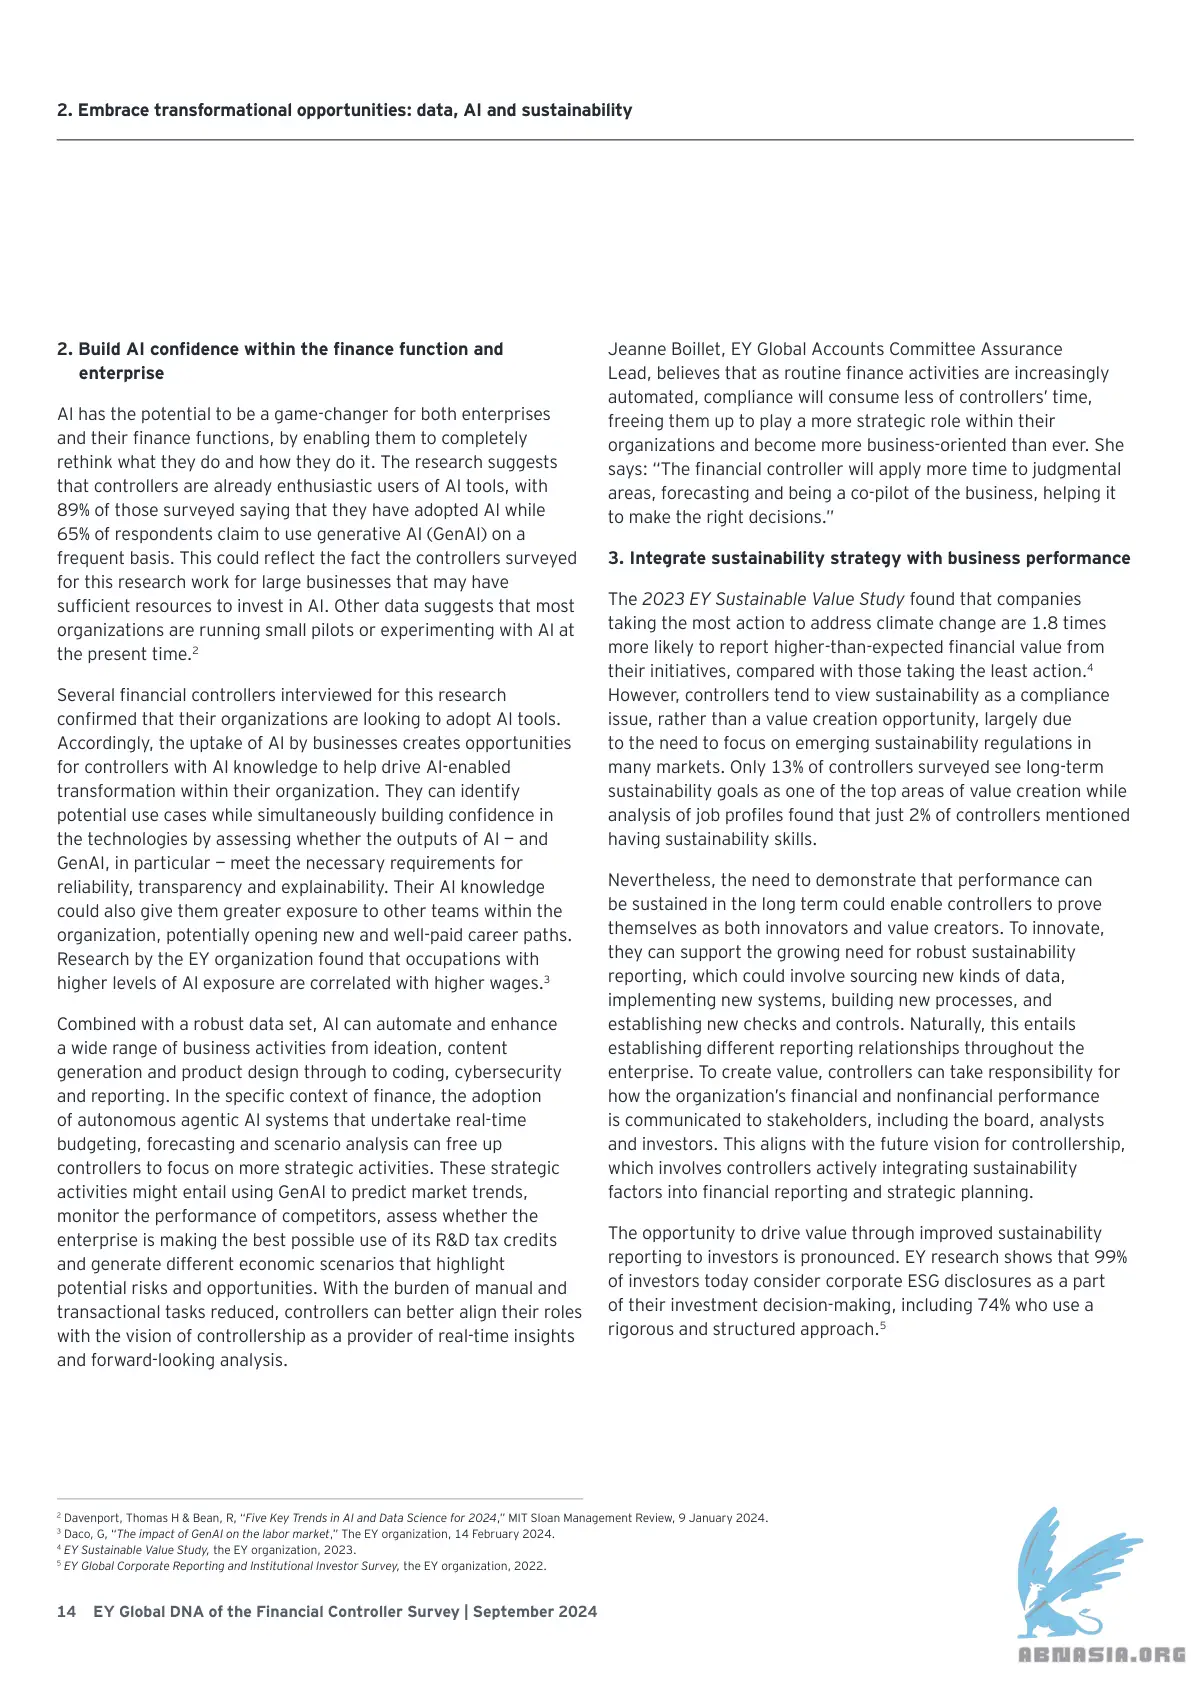 2. Embrace transformational opportunities: data, AI and sustainability
2. Build AI confidence within the finance function and
enterprise
AI has the potential to be a game-changer for both enterprises
and their finance functions, by enabling them to completely
rethink what they do and how they do it. The research suggests
that controllers are already enthusiastic users of AI tools, with
89% of those surveyed saying that they have adopted AI while
65% of respondents claim to use generative AI (GenAI) on a
frequent basis. This could reflect the fact the controllers surveyed
for this research work for large businesses that may have
sufficient resources to invest in AI. Other data suggests that most
organizations are running small pilots or experimenting with AI at
the present time.²
Several financial controllers interviewed for this research
confirmed that their organizations are looking to adopt AI tools.
Accordingly, the uptake of AI by businesses creates opportunities
for controllers with AI knowledge to help drive AI-enabled
transformation within their organization. They can identify
potential use cases while simultaneously building confidence in
the technologies by assessing whether the outputs of AI — and
GenAI, in particular — meet the necessary requirements for
reliability, transparency and explainability. Their AI knowledge
could also give them greater exposure to other teams within the
organization, potentially opening new and well-paid career paths.
Research by the EY organization found that occupations with
higher levels of AI exposure are correlated with higher wages.³
Combined with a robust data set, AI can automate and enhance
a wide range of business activities from ideation, content
generation and product design through to coding, cybersecurity
and reporting. In the specific context of finance, the adoption
of autonomous agentic AI systems that undertake real-time
budgeting, forecasting and scenario analysis can free up
controllers to focus on more strategic activities. These strategic
activities might entail using GenAI to predict market trends,
monitor the performance of competitors, assess whether the
enterprise is making the best possible use of its R&D tax credits
and generate different economic scenarios that highlight
potential risks and opportunities. With the burden of manual and
transactional tasks reduced, controllers can better align their roles
with the vision of controllership as a provider of real-time insights
and forward-looking analysis.
Jeanne Boillet, EY Global Accounts Committee Assurance
Lead, believes that as routine finance activities are increasingly
automated, compliance will consume less of controllers’ time,
freeing them up to play a more strategic role within their
organizations and become more business-oriented than ever. She
says: “The financial controller will apply more time to judgmental
areas, forecasting and being a co-pilot of the business, helping it
to make the right decisions.”
3. Integrate sustainability strategy with business performance
The 2023 EY Sustainable Value Study found that companies
taking the most action to address climate change are 1.8 times
more likely to report higher-than-expected financial value from
their initiatives, compared with those taking the least action.⁴
However, controllers tend to view sustainability as a compliance
issue, rather than a value creation opportunity, largely due
to the need to focus on emerging sustainability regulations in
many markets. Only 13% of controllers surveyed see long-term
sustainability goals as one of the top areas of value creation while
analysis of job profiles found that just 2% of controllers mentioned
having sustainability skills.
Nevertheless, the need to demonstrate that performance can
be sustained in the long term could enable controllers to prove
themselves as both innovators and value creators. To innovate,
they can support the growing need for robust sustainability
reporting, which could involve sourcing new kinds of data,
implementing new systems, building new processes, and
establishing new checks and controls. Naturally, this entails
establishing different reporting relationships throughout the
enterprise. To create value, controllers can take responsibility for
how the organization’s financial and nonfinancial performance
is communicated to stakeholders, including the board, analysts
and investors. This aligns with the future vision for controllership,
which involves controllers actively integrating sustainability
factors into financial reporting and strategic planning.
The opportunity to drive value through improved sustainability
reporting to investors is pronounced. EY research shows that 99%
of investors today consider corporate ESG disclosures as a part
of their investment decision-making, including 74% who use a
rigorous and structured approach.⁵
² Davenport, Thomas H & Bean, R, “Five Key Trends in AI and Data Science for 2024,” MIT Sloan Management Review, 9 January 2024.
³ Daco, G, “The impact of GenAI on the labor market,” The EY organization, 14 February 2024.
⁴ EY Sustainable Value Study, the EY organization, 2023.
⁵ EY Global Corporate Reporting and Institutional Investor Survey, the EY organization, 2022.
14 EY Global DNA of the Financial Controller Survey | September 2024
ABNASIA.ORG